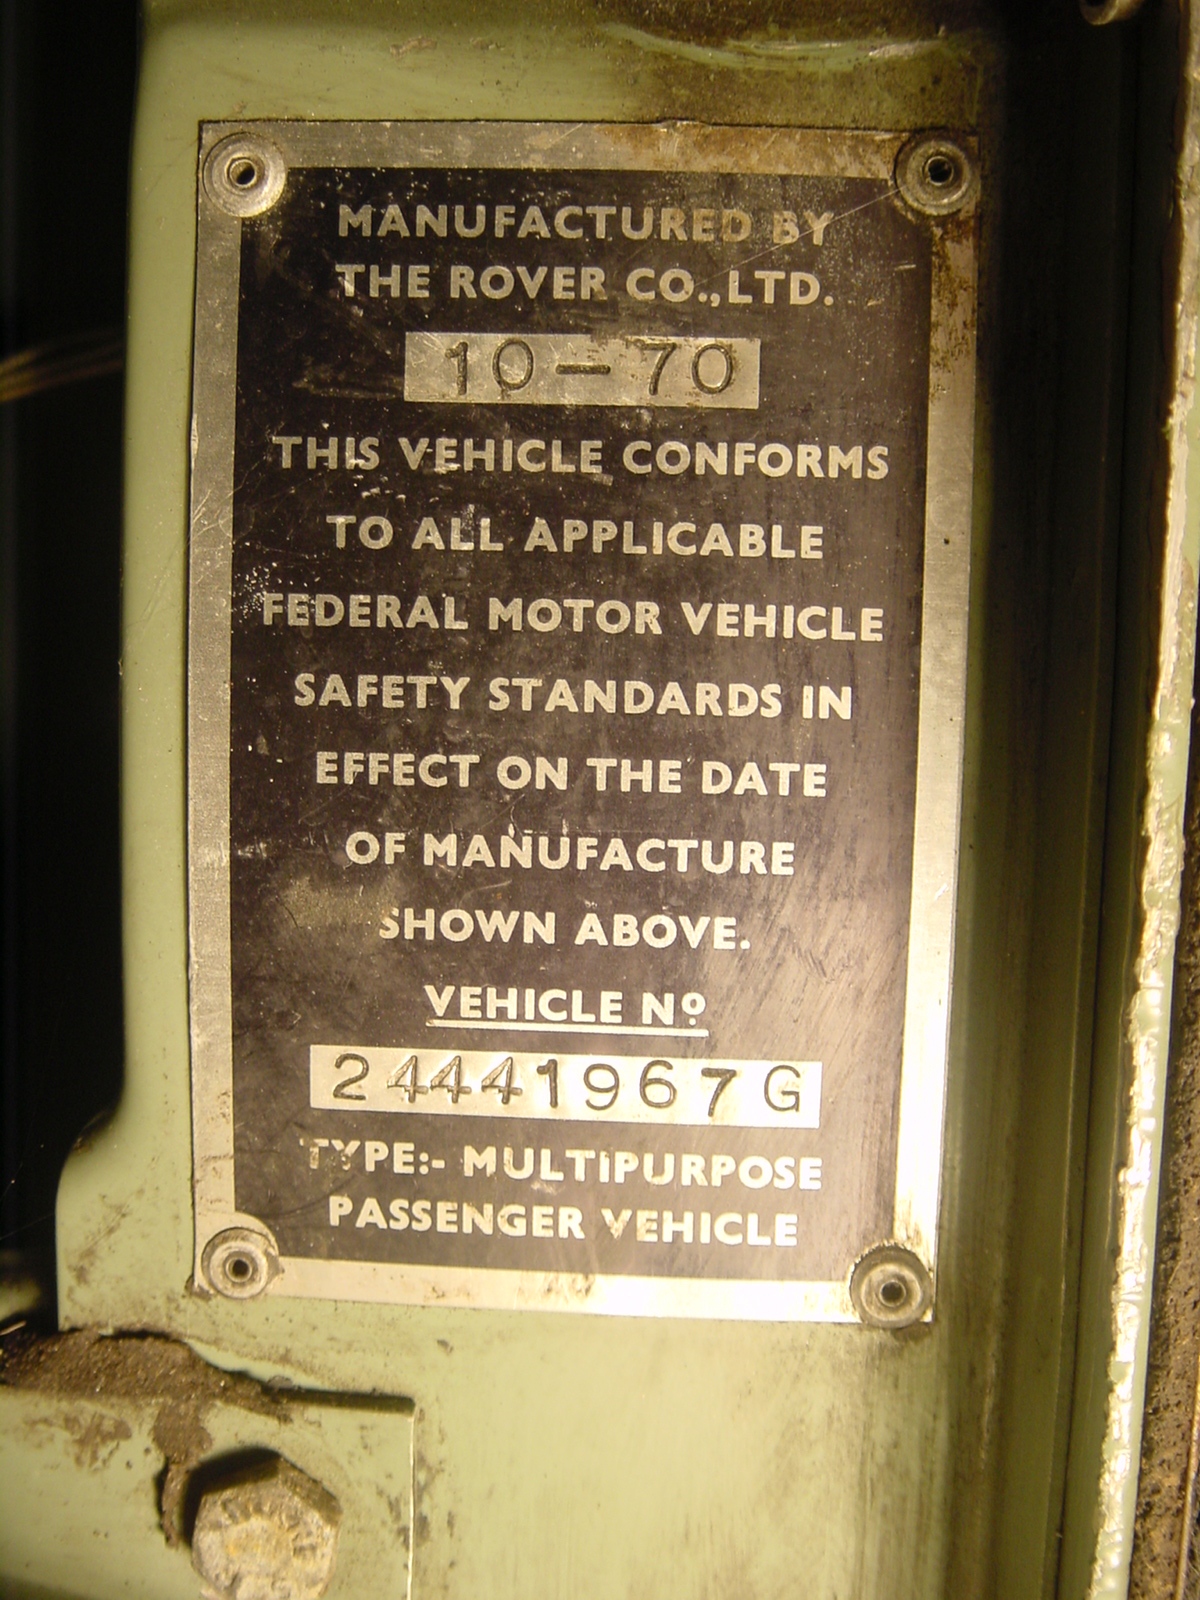 MANUFACTURED BY
THE ROVER CO.,LTD.
10-70
THIS VEHICLE CONFORMS
TO ALL APPLICABLE
FEDERAL MOTOR VEHICLE
SAFETY STANDARDS IN
EFFECT ON THE DATE
OF MANUFACTURE
SHOWN ABOVE.
VEHICLE Nº
24441967G
TYPE:- MULTIPURPOSE
PASSENGER VEHICLE